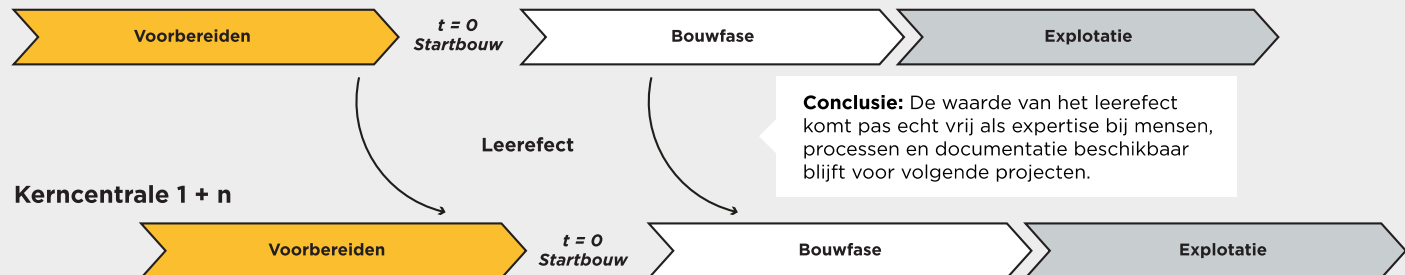 Voorbereiden
t = 0
Startbouw
Bouwfase
Explotatie
Conclusie: De waarde van het leerefect
komt pas echt vrij als expertise bij mensen,
processen en documentatie beschikbaar
blijft voor volgende projecten.
Leerefect
Kerncentrale 1 + n
Voorbereiden
t = 0
Startbouw
Bouwfase
Explotatie